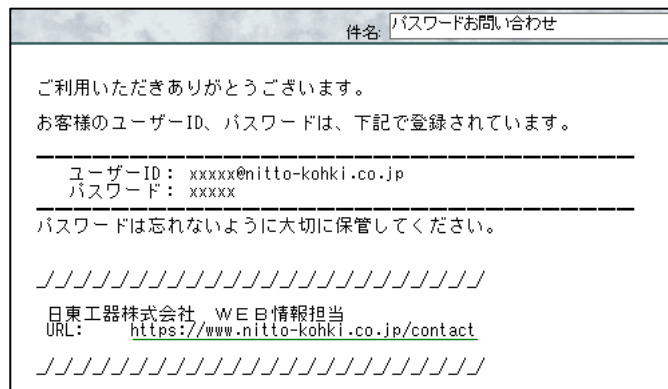 件名: パスワードお問い合わせ
ご利用いただきありがとうございます。
お客様のユーザーID、パスワードは、下記で登録されています。
ユーザーID: xxxxx@nitto-kohki.co.jp
パスワード: xxxxx
パスワードは忘れないように大切に保管してください。
_/_/_/_/_/_/_/_/_/_/_/_/_/_/_/_/_/_/_/_/_/_/_/_/
日東工器株式会社 WEB情報担当
URL: https://www.nitto-kohki.co.jp/contact
_/_/_/_/_/_/_/_/_/_/_/_/_/_/_/_/_/_/_/_/_/_/_/_/